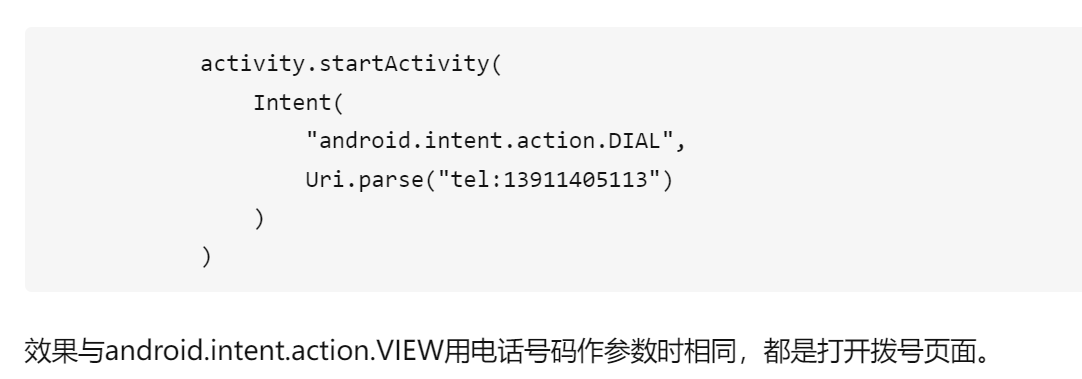 activity.startActivity(
Intent(
"android.intent.action.DIAL",
Uri.parse("tel:13911405113")
)
)
效果与android.intent.action.VIEW用电话号码作参数时相同，都是打开拨号页面。